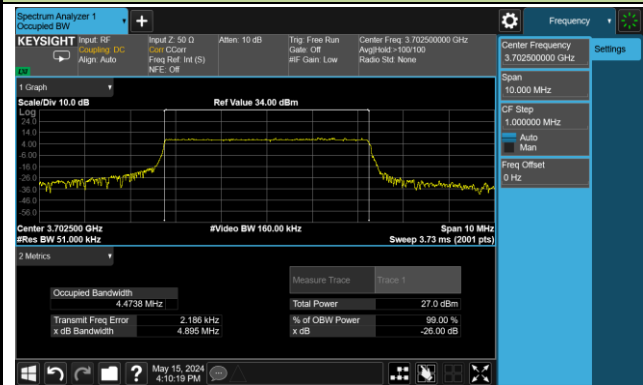 Spectrum Analyzer 1
Occupied BW
Frequency
KEYSIGHT
Input: RF
Coupling: DC
Align: Auto
Input Z: 50 Ω
Corr CCorr
Freq Ref: Int (S)
NFE: Off
Atten: 10 dB
Trig: Free Run
Gate: Off
#IF Gain: Low
Center Freq: 3.702500000 GHz
Avg|Hold:>100/100
Radio Std: None
Center Frequency
3.702500000 GHz
Settings
Span
10.000 MHz
CF Step
1.000000 MHz
Auto
Man
Freq Offset
0 Hz
1 Graph
Scale/Div 10.0 dB
Ref Value 34.00 dBm
Log
24.0
14.0
4.00
-6.00
-16.0
-26.0
-36.0
-46.0
-56.0
Center 3.702500 GHz
#Video BW 160.00 kHz
Span 10 MHz
#Res BW 51.000 kHz
Sweep 3.73 ms (2001 pts)
2 Metrics
Measure Trace
Trace 1
Occupied Bandwidth
4.4738 MHz
Total Power
27.0 dBm
Transmit Freq Error
2.186 kHz
% of OBW Power
99.00 %
x dB Bandwidth
4.895 MHz
x dB
-26.00 dB
?
May 15, 2024
4:10:19 PM